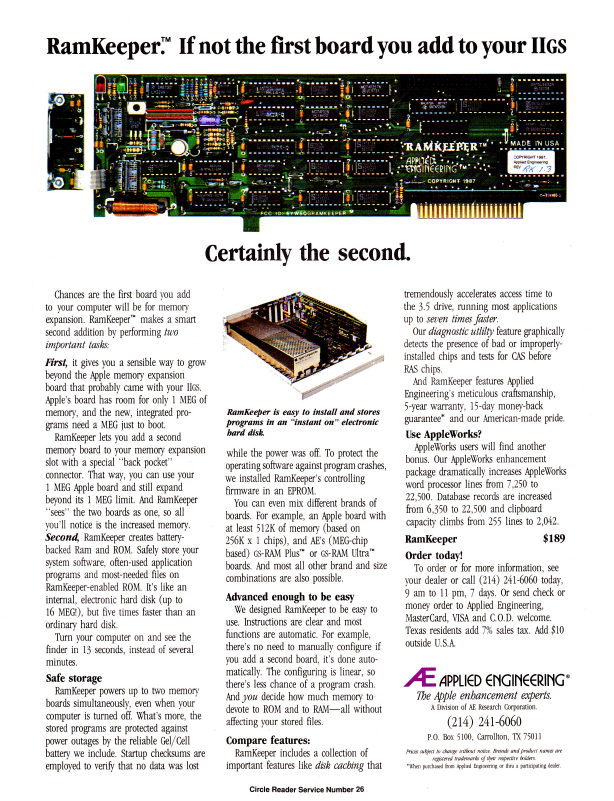 RamKeeper.™ If not the first board you add to your IIGS
RAMKEEPER™
APPLIED
ENGINEERING™
COPYRIGHT 1987
MADE IN USA
COPYRIGHT 1987,
Applied Engineering
REV. RK 1.3
FCC ID: RAMKEEPER
Certainly the second.
Chances are the first board you add
to your computer will be for memory
expansion. RamKeeper™ makes a smart
second addition by performing two
important tasks:
First, it gives you a sensible way to grow
beyond the Apple memory expansion
board that probably came with your IIGS.
Apple's board has room for only 1 MEG of
memory, and the new, integrated pro-
grams need a MEG just to boot.
RamKeeper lets you add a second
memory board to your memory expansion
slot with a special "back pocket"
connector. That way, you can use your
1 MEG Apple board and still expand
beyond its 1 MEG limit. And RamKeeper
"sees" the two boards as one, so all
you'll notice is the increased memory.
Second, RamKeeper creates battery-
backed Ram and ROM. Safely store your
system software, often-used application
programs and most-needed files on
RamKeeper-enabled ROM. It's like an
internal, electronic hard disk (up to
16 MEG!), but five times faster than an
ordinary hard disk.
Turn your computer on and see the
finder in 13 seconds, instead of several
minutes.
Safe storage
RamKeeper powers up to two memory
boards simultaneously, even when your
computer is turned off. What's more, the
stored programs are protected against
power outages by the reliable Gel/Cell
battery we include. Startup checksums are
employed to verify that no data was lost
RamKeeper is easy to install and stores
programs in an "instant on" electronic
hard disk.
while the power was off. To protect the
operating software against program crashes,
we installed RamKeeper's controlling
firmware in an EPROM.
You can even mix different brands of
boards. For example, an Apple board with
at least 512K of memory (based on
256K x 1 chips), and AE's (MEG-chip
based) GS-RAM Plus™ or GS-RAM Ultra™
boards. And most all other brand and size
combinations are also possible.
Advanced enough to be easy
We designed RamKeeper to be easy to
use. Instructions are clear and most
functions are automatic. For example,
there's no need to manually configure if
you add a second board, it's done auto-
matically. The configuring is linear, so
there's less chance of a program crash.
And you decide how much memory to
devote to ROM and to RAM—all without
affecting your stored files.
Compare features:
RamKeeper includes a collection of
important features like disk caching that
tremendously accelerates access time to
the 3.5 drive, running most applications
up to seven times faster.
Our diagnostic utility feature graphically
detects the presence of bad or improperly-
installed chips and tests for CAS before
RAS chips.
And RamKeeper features Applied
Engineering's meticulous craftsmanship,
5-year warranty, 15-day money-back
guarantee* and our American-made pride.
Use AppleWorks?
AppleWorks users will find another
bonus. Our AppleWorks enhancement
package dramatically increases AppleWorks
word processor lines from 7,250 to
22,500. Database records are increased
from 6,350 to 22,500 and clipboard
capacity climbs from 255 lines to 2,042.
RamKeeper $189
Order today!
To order or for more information, see
your dealer or call (214) 241-6060 today,
9 am to 11 pm, 7 days. Or send check or
money order to Applied Engineering,
MasterCard, VISA and C.O.D. welcome.
Texas residents add 7% sales tax. Add $10
outside U.S.A.
AE APPLIED ENGINEERING®
The Apple enhancement experts.
A Division of AE Research Corporation.
(214) 241-6060
P.O. Box 5100, Carrollton, TX 75011
Prices subject to change without notice. Brands and product names are
registered trademarks of their respective holders.
*When purchased from Applied Engineering or thru a participating dealer.
Circle Reader Service Number 26